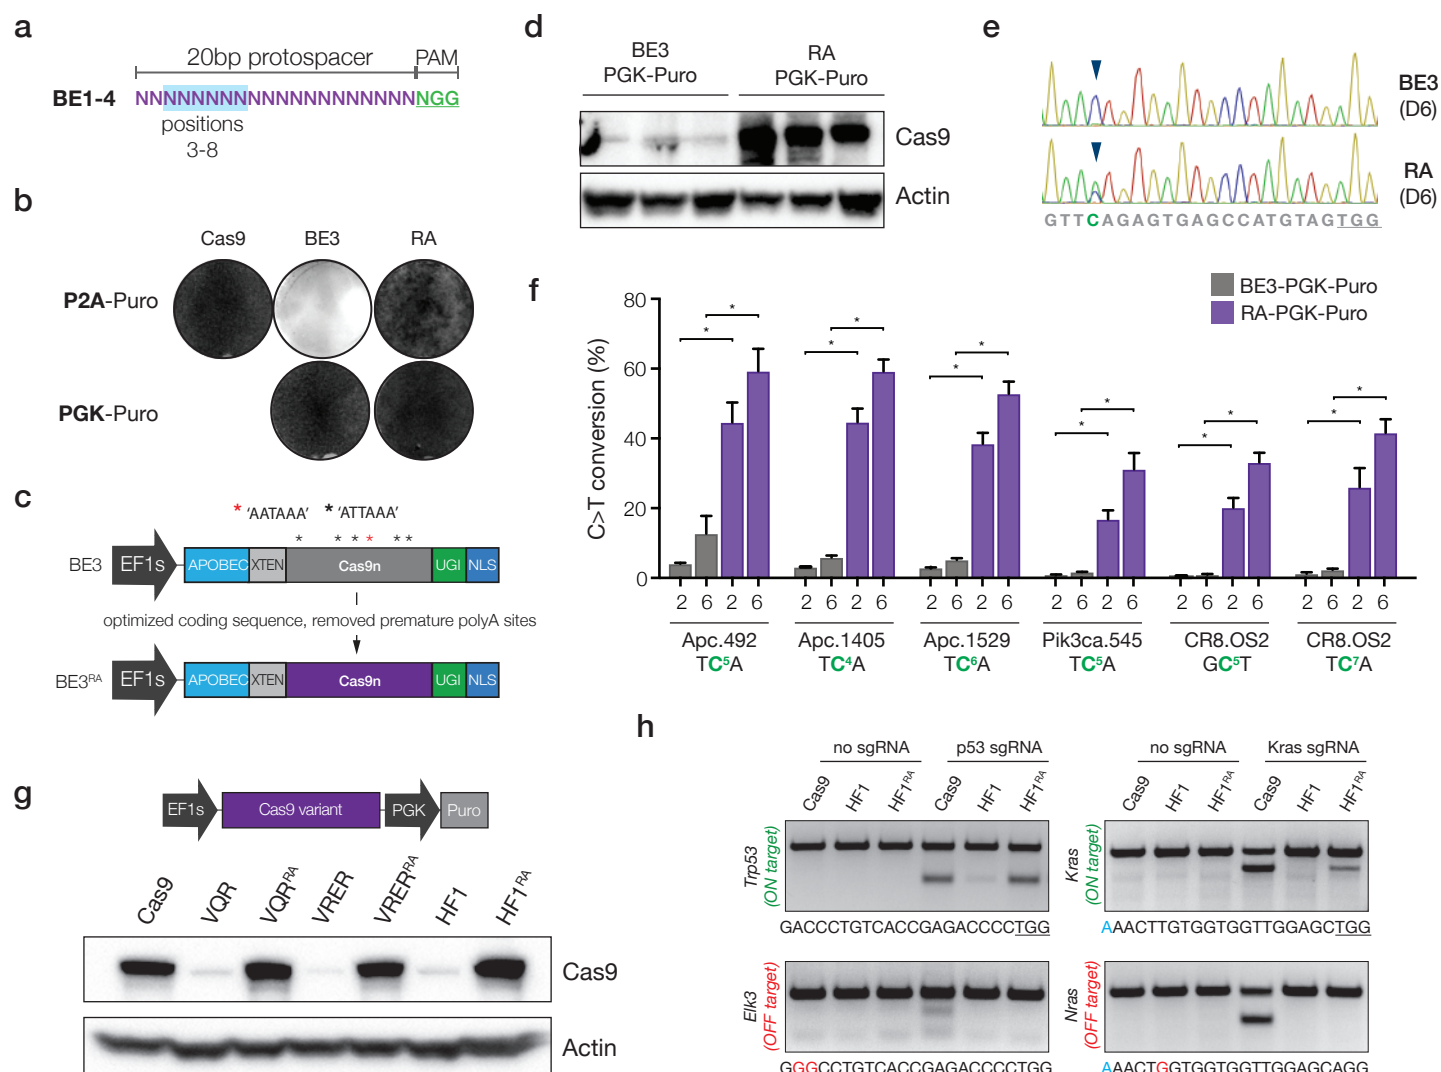 a
20bp protospacer PAM
BE1-4 NNNNNNNNNNNNNNNNNNNNNGG
positions
3-8
b
Cas9 BE3 RA
P2A-Puro
PGK-Puro
c
* 'AATAAA' * 'ATTAAA'
* * * * * *
BE3 EF1s APOBEC XTEN Cas9n UGI NLS
optimized coding sequence, removed premature polyA sites
BE3RA EF1s APOBEC XTEN Cas9n UGI NLS
d
BE3 RA
PGK-Puro PGK-Puro
Cas9
Actin
e
BE3
(D6)
RA
(D6)
GTTCAGAGTGAGCCATGTAGTGG
f
BE3-PGK-Puro
RA-PGK-Puro
C>T conversion (%)
80
60
40
20
0
* * * * * * * * * * * *
2 6 2 6 2 6 2 6 2 6 2 6 2 6 2 6 2 6 2 6 2 6 2 6
Apc.492 Apc.1405 Apc.1529 Pik3ca.545 CR8.OS2 CR8.OS2
TC5A TC4A TC6A TC5A GC5T TC7A
g
EF1s Cas9 variant PGK Puro
Cas9 VQR VQRRA VRER VRERRA HF1 HF1RA
Cas9
Actin
h
no sgRNA p53 sgRNA no sgRNA Kras sgRNA
Cas9 HF1 HF1RA Cas9 HF1 HF1RA Cas9 HF1 HF1RA Cas9 HF1 HF1RA
Trp53
(ON target)
GACCCTGTCACCGAGACCCCTGG
Kras
(ON target)
AAACTTGTGGTGGTTGGAGCTGG
Elk3
(OFF target)
GGGCCTGTCACCGAGACCCCTGG
Nras
(OFF target)
AAACTGGTGGTGGTTGGAGCAGG